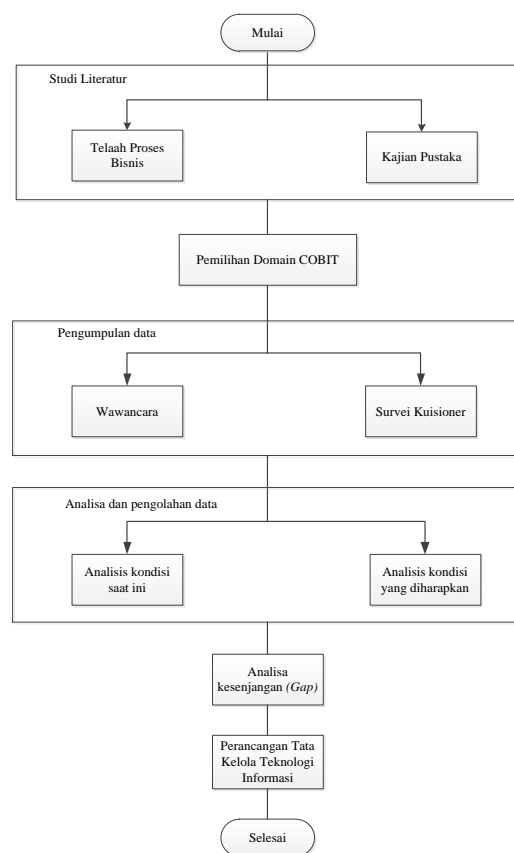 Mulai
Studi Literatur
Telaah Proses
Bisnis
Kajian Pustaka
Pemilihan Domain COBIT
Pengumpulan data
Wawancara
Survei Kuisioner
Analisa dan pengolahan data
Analisis kondisi
saat ini
Analisis kondisi
yang diharapkan
Analisa
kesenjangan (Gap)
Perancangan Tata
Kelola Teknologi
Informasi
Selesai